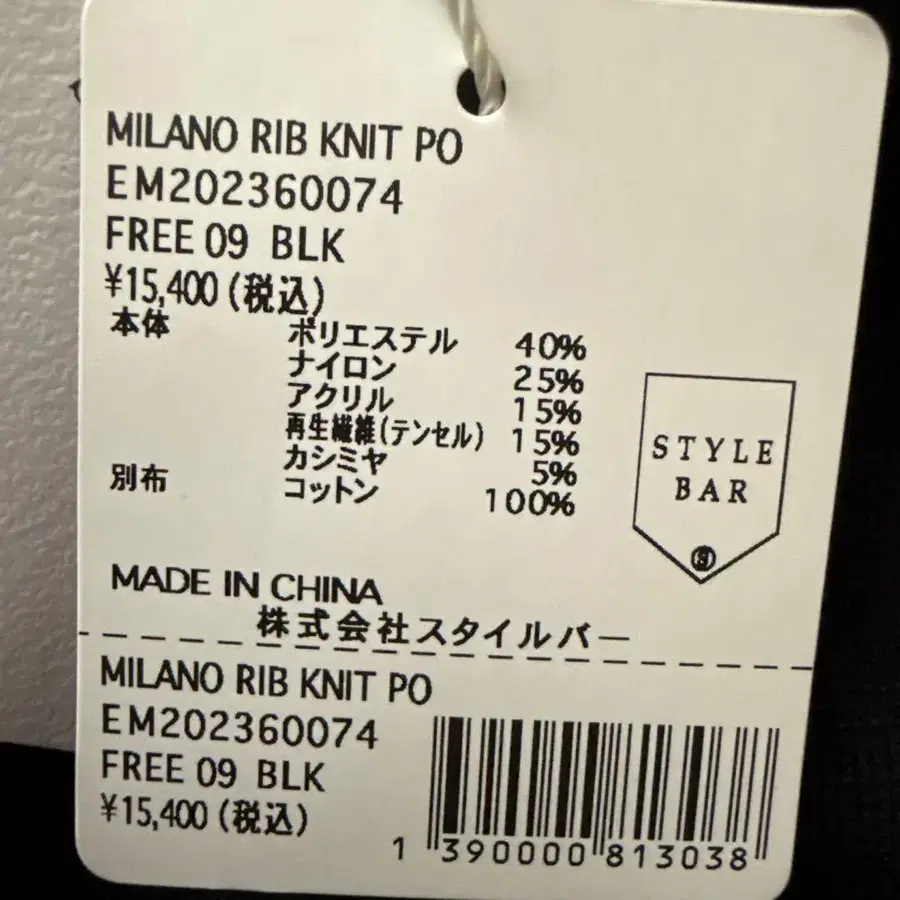 MILANO RIB KNIT PO
EM202360074
FREE 09 BLK
¥15,400 (税込)
本体 ポリエステル 40%
ナイロン 25%
アクリル 15%
再生繊維(テンセル) 15%
カシミヤ 5%
別布 コットン 100%
STYLE
BAR
S
MADE IN CHINA
株式会社スタイルバー
MILANO RIB KNIT PO
EM202360074
FREE 09 BLK
¥15,400 (税込)
1 390000 813038